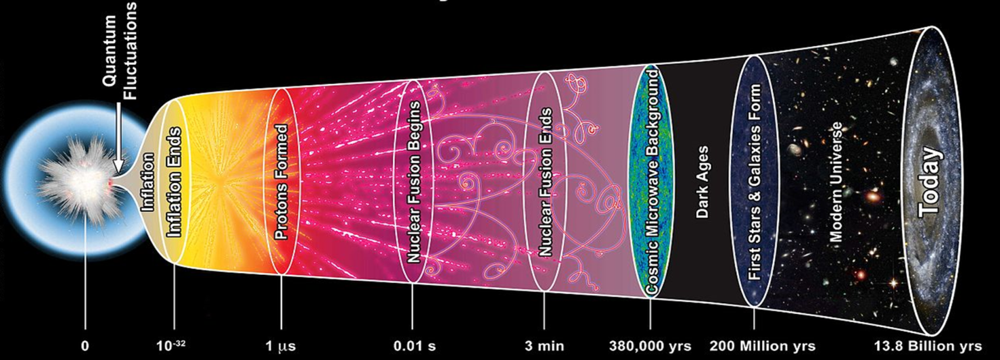 Quantum
Fluctuations
Inflation
Inflation Ends
Protons Formed
Nuclear Fusion Begins
Nuclear Fusion Ends
Cosmic Microwave Background
Dark Ages
First Stars & Galaxies Form
Modern Universe
Today
0
10-32
1 µs
0.01 s
3 min
380,000 yrs
200 Million yrs
13.8 Billion yrs